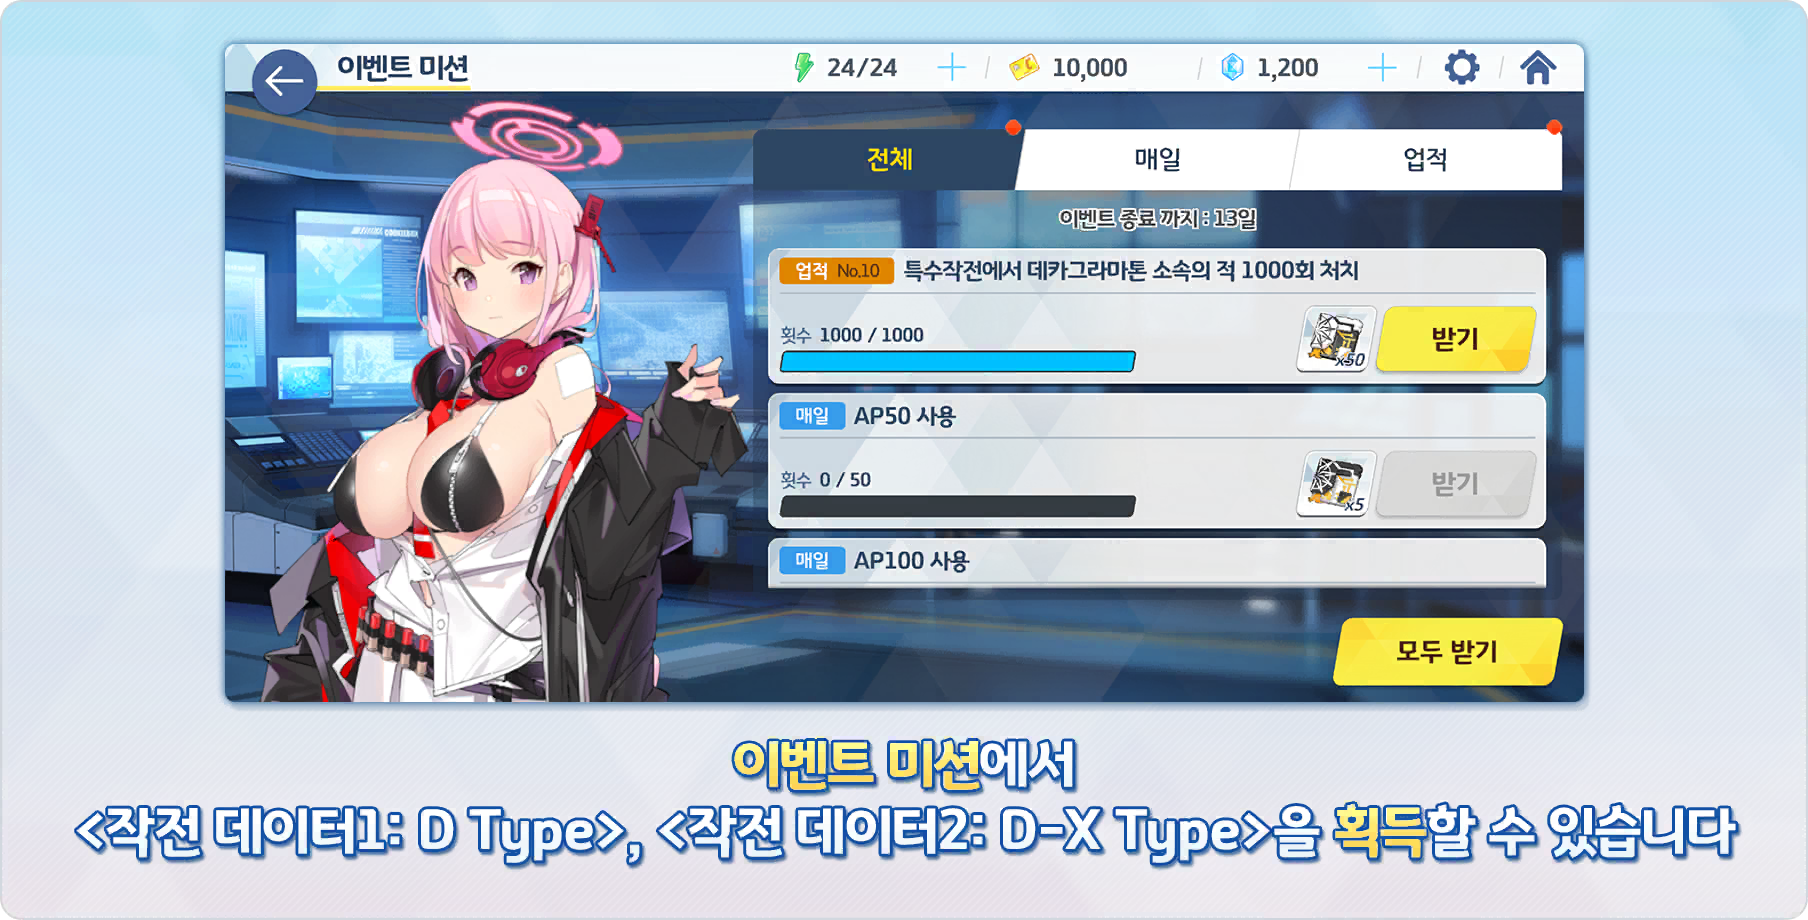 이벤트 미션
24/24
10,000
1,200
전체
매일
업적
이벤트 종료 까지 : 13일
업적 No.10 특수작전에서 데카그라마톤 소속의 적 1000회 처치
횟수 1000 / 1000
x50
받기
매일 AP50 사용
횟수 0 / 50
x5
받기
매일 AP100 사용
모두 받기
이벤트 미션에서
<작전 데이터1: D Type>, <작전 데이터2: D-X Type>을 획득할 수 있습니다